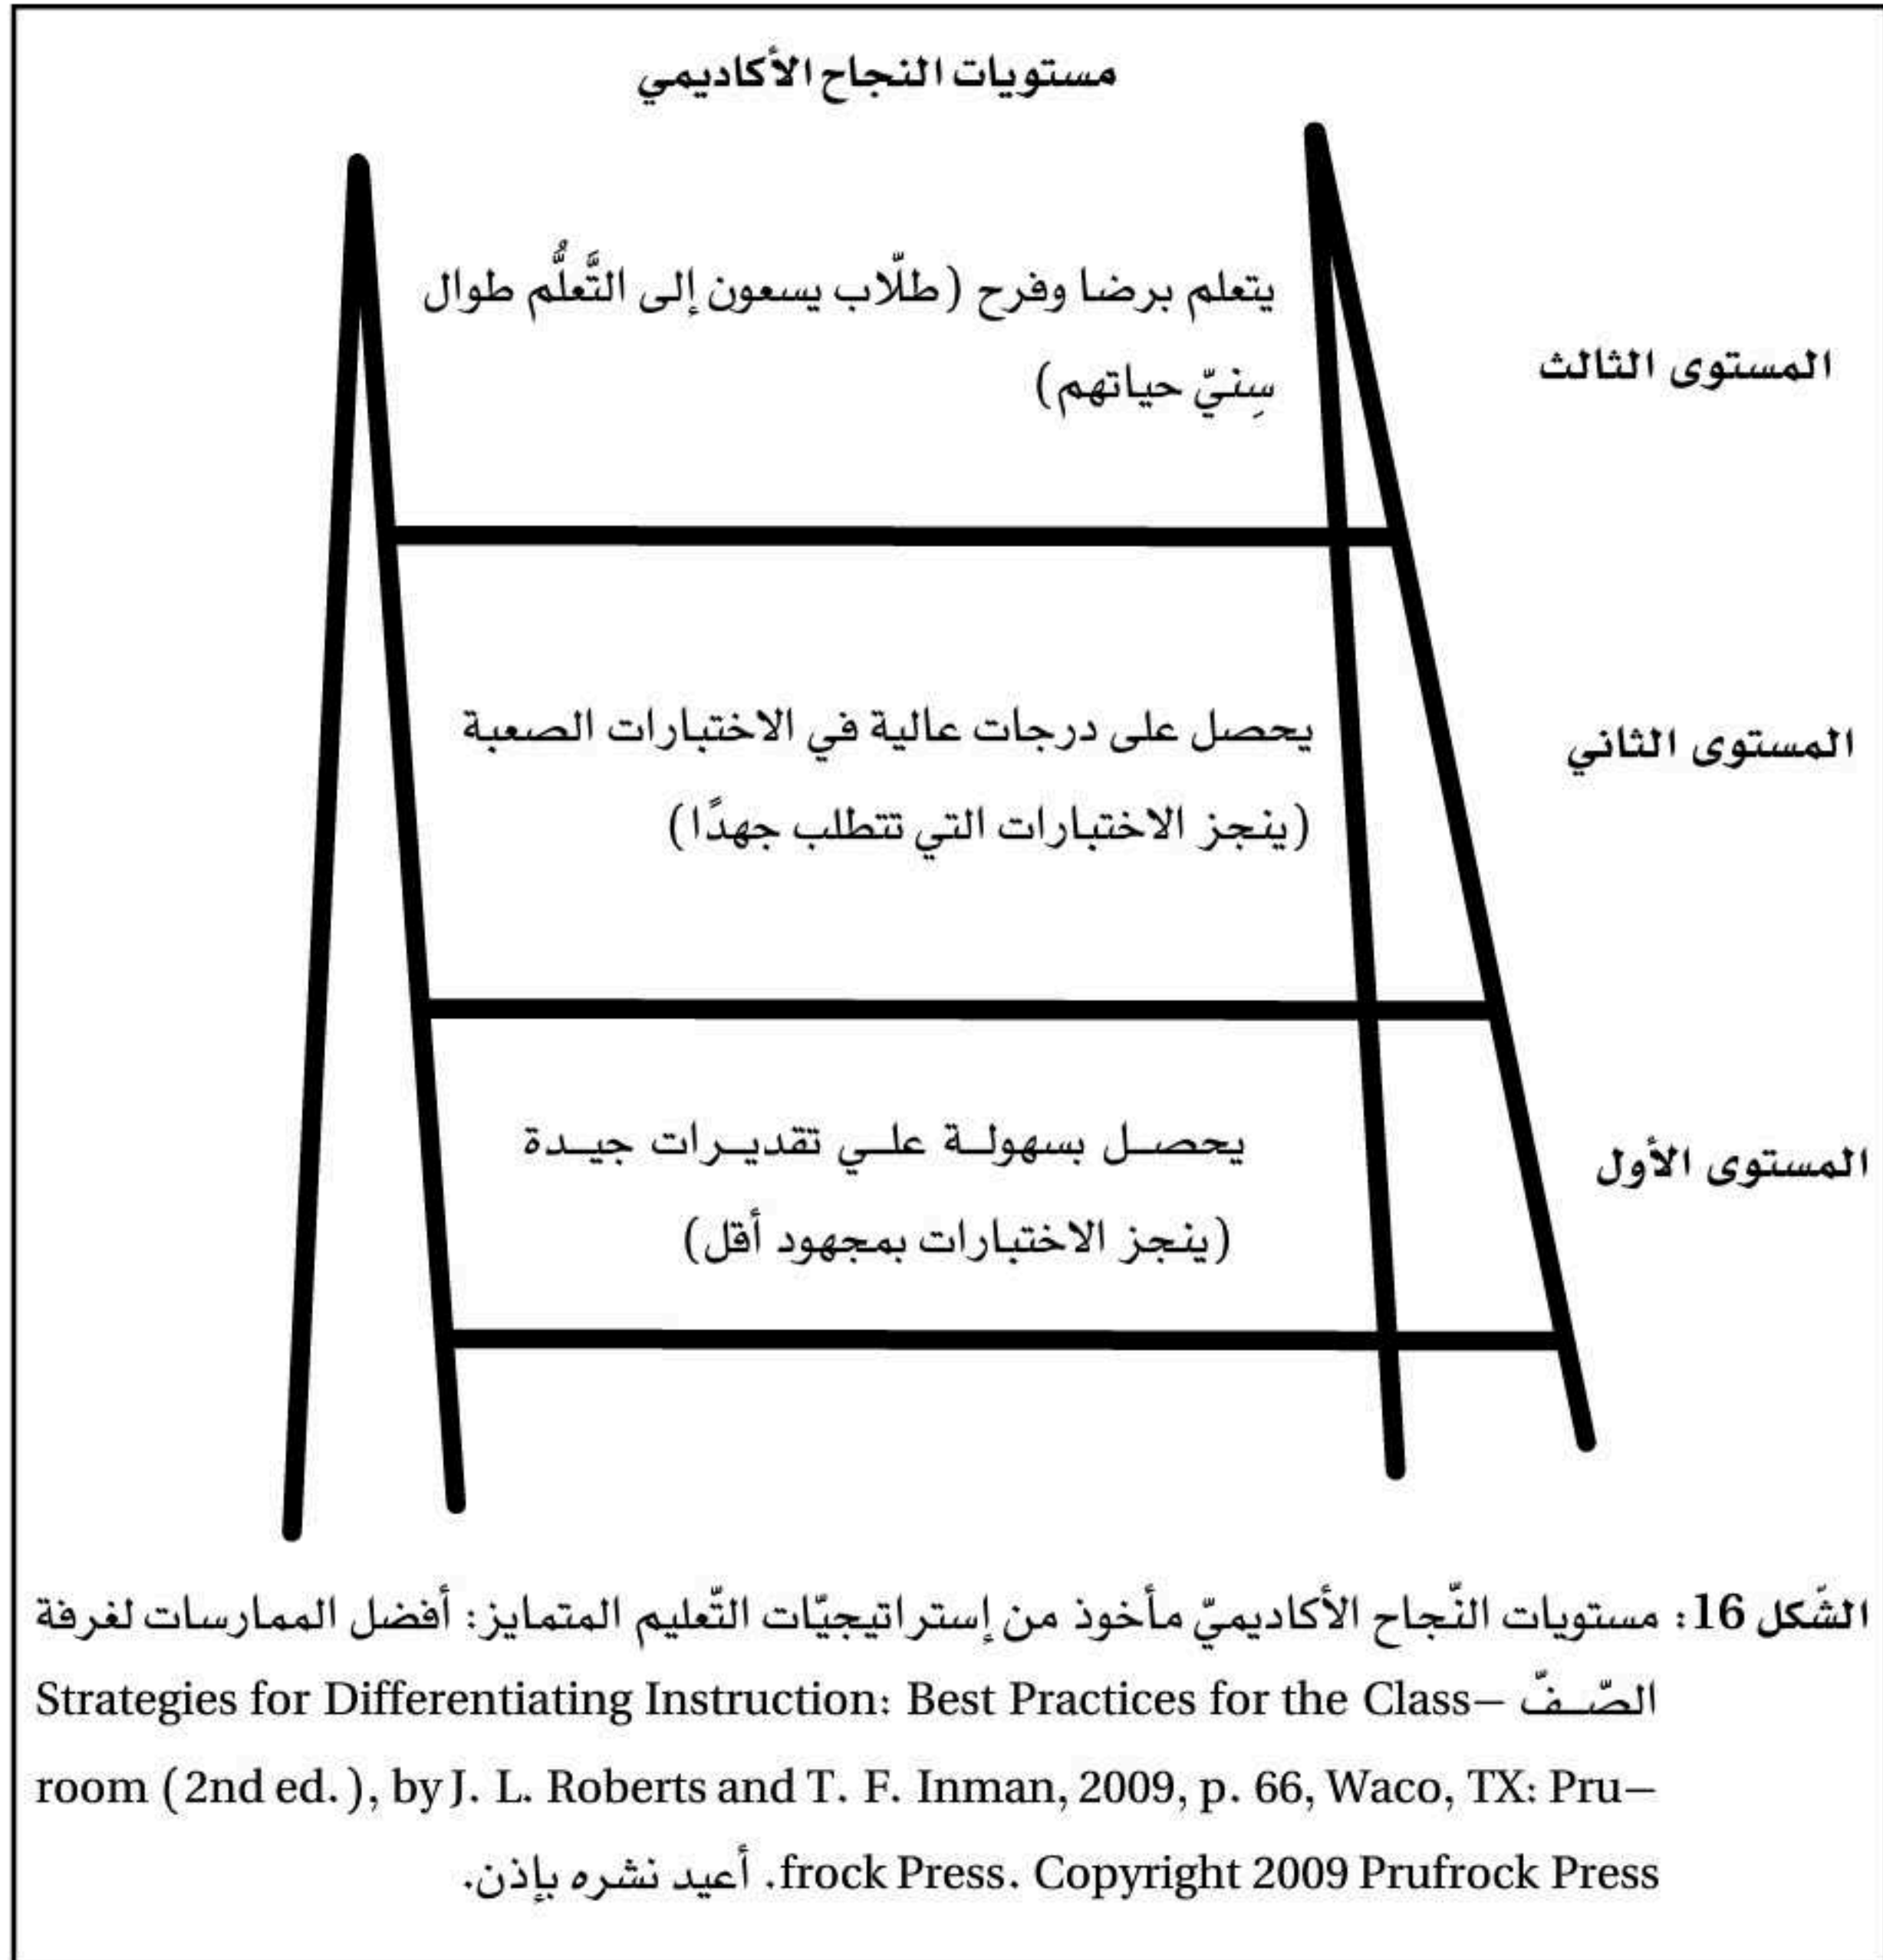 مستويات النجاح الأكاديمي
يتعلم برضا وفرح (طلّاب يسعون إلى التَّعلُّم طوال
سِنيّ حياتهم)
المستوى الثالث
يحصل على درجات عالية في الاختبارات الصعبة
(ينجز الاختبارات التي تتطلب جهدًا)
المستوى الثاني
يحصـل بسهولـة علـي تقديـرات جيـدة
(ينجز الاختبارات بمجهود أقل)
المستوى الأول
الشّكل 16: مستويات النّجاح الأكاديميّ مأخوذ من إستراتيجيّات التّعليم المتمايز: أفضل الممارسات لغرفة
الصّـفّ Strategies for Differentiating Instruction: Best Practices for the Class–
room (2nd ed.), by J. L. Roberts and T. F. Inman, 2009, p. 66, Waco, TX: Pru–
frock Press. Copyright 2009 Prufrock Press. أعيد نشره بإذن.